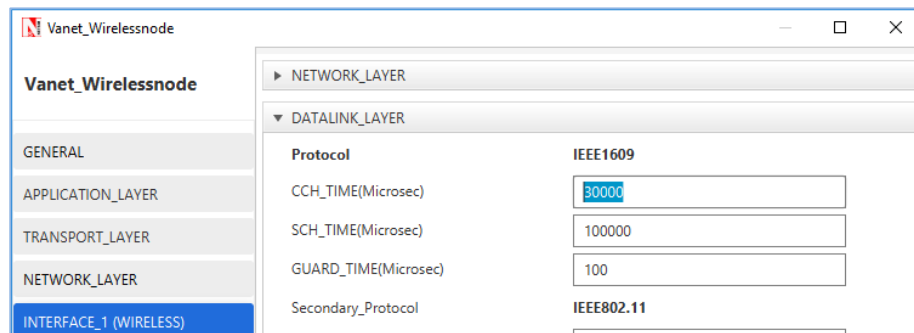 Vanet_Wirelessnode
Vanet_Wirelessnode
GENERAL
APPLICATION_LAYER
TRANSPORT_LAYER
NETWORK_LAYER
INTERFACE_1 (WIRELESS)
NETWORK_LAYER
DATALINK_LAYER
Protocol IEEE1609
CCH_TIME(Microsec) 30000
SCH_TIME(Microsec) 100000
GUARD_TIME(Microsec) 100
Secondary_Protocol IEEE802.11